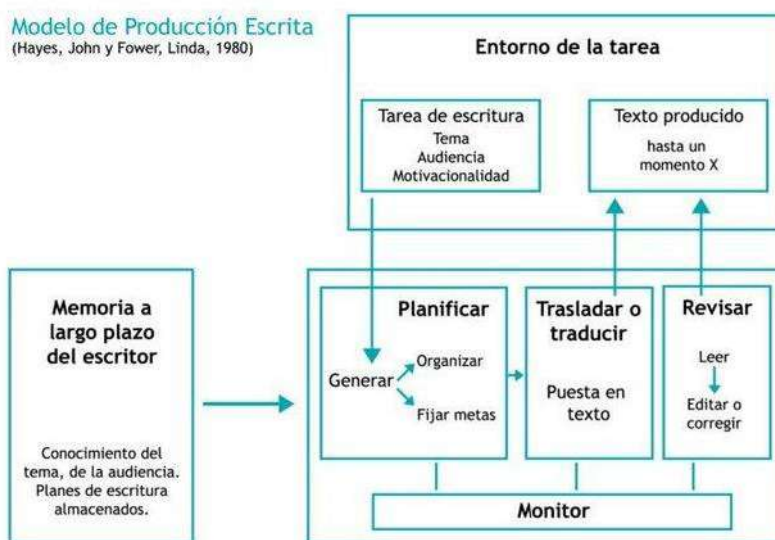 Modelo de Producción Escrita
(Hayes, John y Fower, Linda, 1980)
Entorno de la tarea
Tarea de escritura
Tema
Audiencia
Motivacionalidad
Texto producido
hasta un
momento X
Memoria a
largo plazo
del escritor
Conocimiento del
tema, de la audiencia.
Planes de escritura
almacenados.
Planificar
Generar
Organizar
Fijar metas
Trasladar o
traducir
Puesta en
texto
Revisar
Leer
Editar o
corregir
Monitor